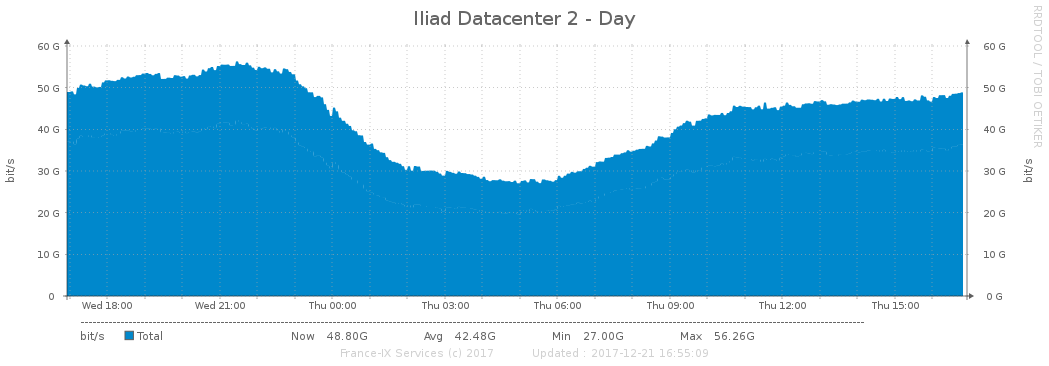 Iliad Datacenter 2 - Day
RRDTOOL / TOBI OETIKER
60 G 60 G
50 G 50 G
40 G 40 G
30 G 30 G
20 G 20 G
10 G 10 G
0 0 G
bit/s bit/s
Wed 18:00 Wed 21:00 Thu 00:00 Thu 03:00 Thu 06:00 Thu 09:00 Thu 12:00 Thu 15:00
bit/s Total Now 48.80G Avg 42.48G Min 27.00G Max 56.26G
France-IX Services (c) 2017 Updated : 2017-12-21 16:55:09